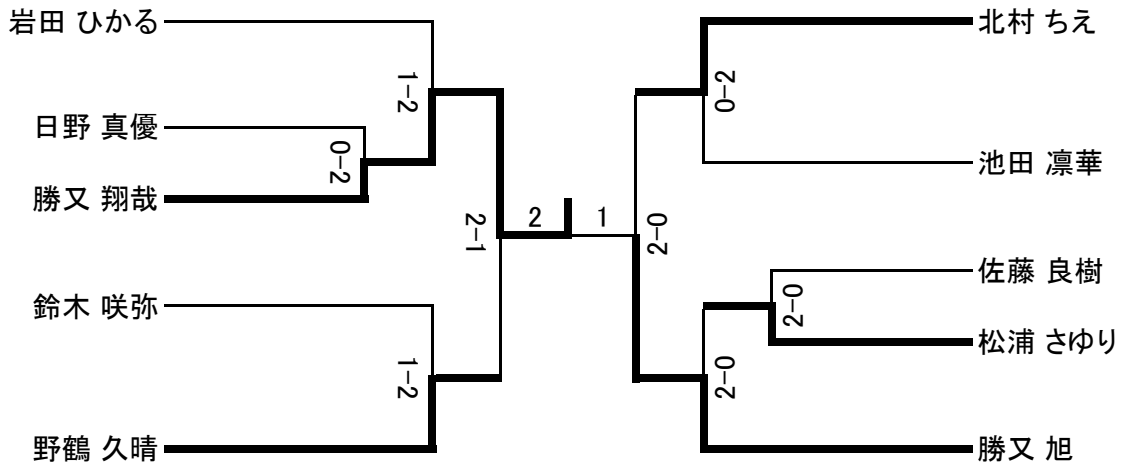 岩田 ひかる
日野 真優
勝又 翔哉
鈴木 咲弥
野鶴 久晴
1-2
0-2
1-2
2-1
2
1
2-0
0-2
2-0
2-0
北村 ちえ
池田 凛華
佐藤 良樹
松浦 さゆり
勝又 旭